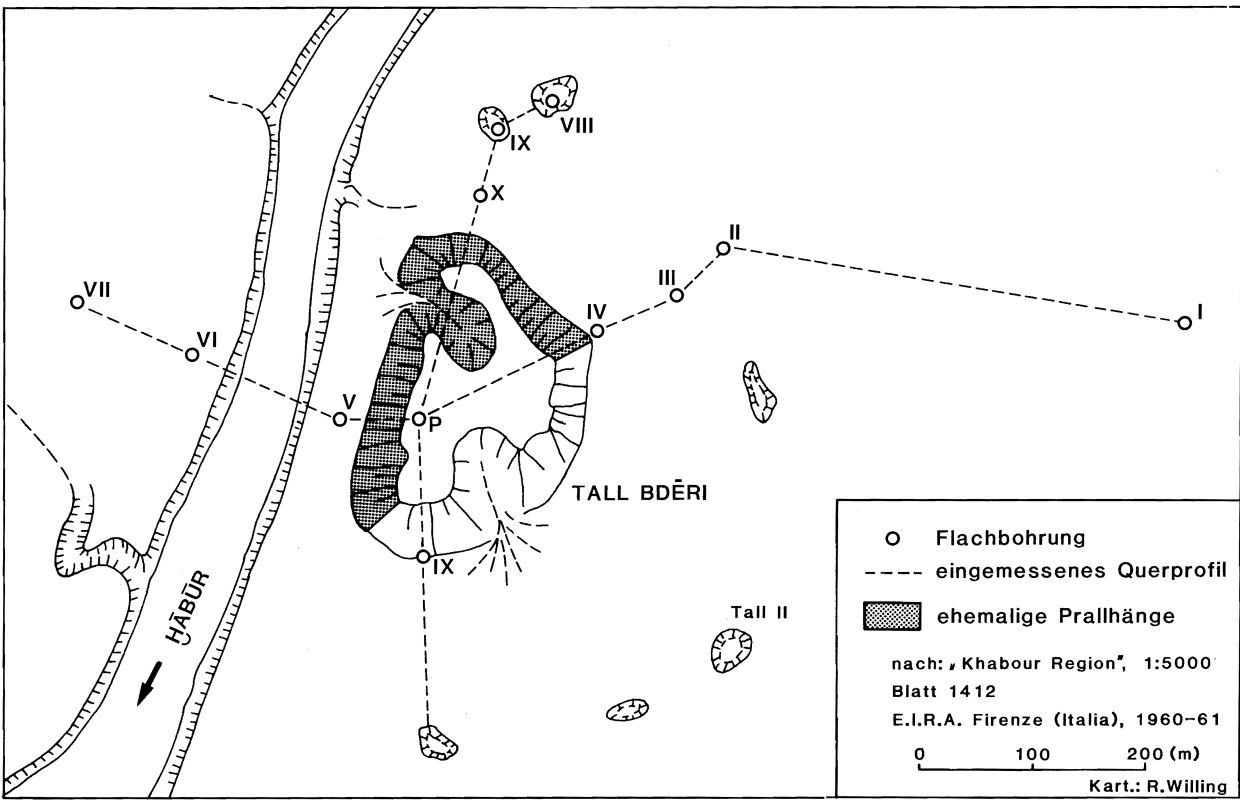 VIII
IX
X
II
III
IV
I
VII
VI
V
P
TALL BDĒRI
IX
ḪĀBŪR
Tall II
Flachbohrung
eingemessenes Querprofil
ehemalige Prallhänge
nach: „Khabour Region”, 1:5000
Blatt 1412
E.I.R.A. Firenze (Italia), 1960-61
0 100 200 (m)
Kart.: R.Willing